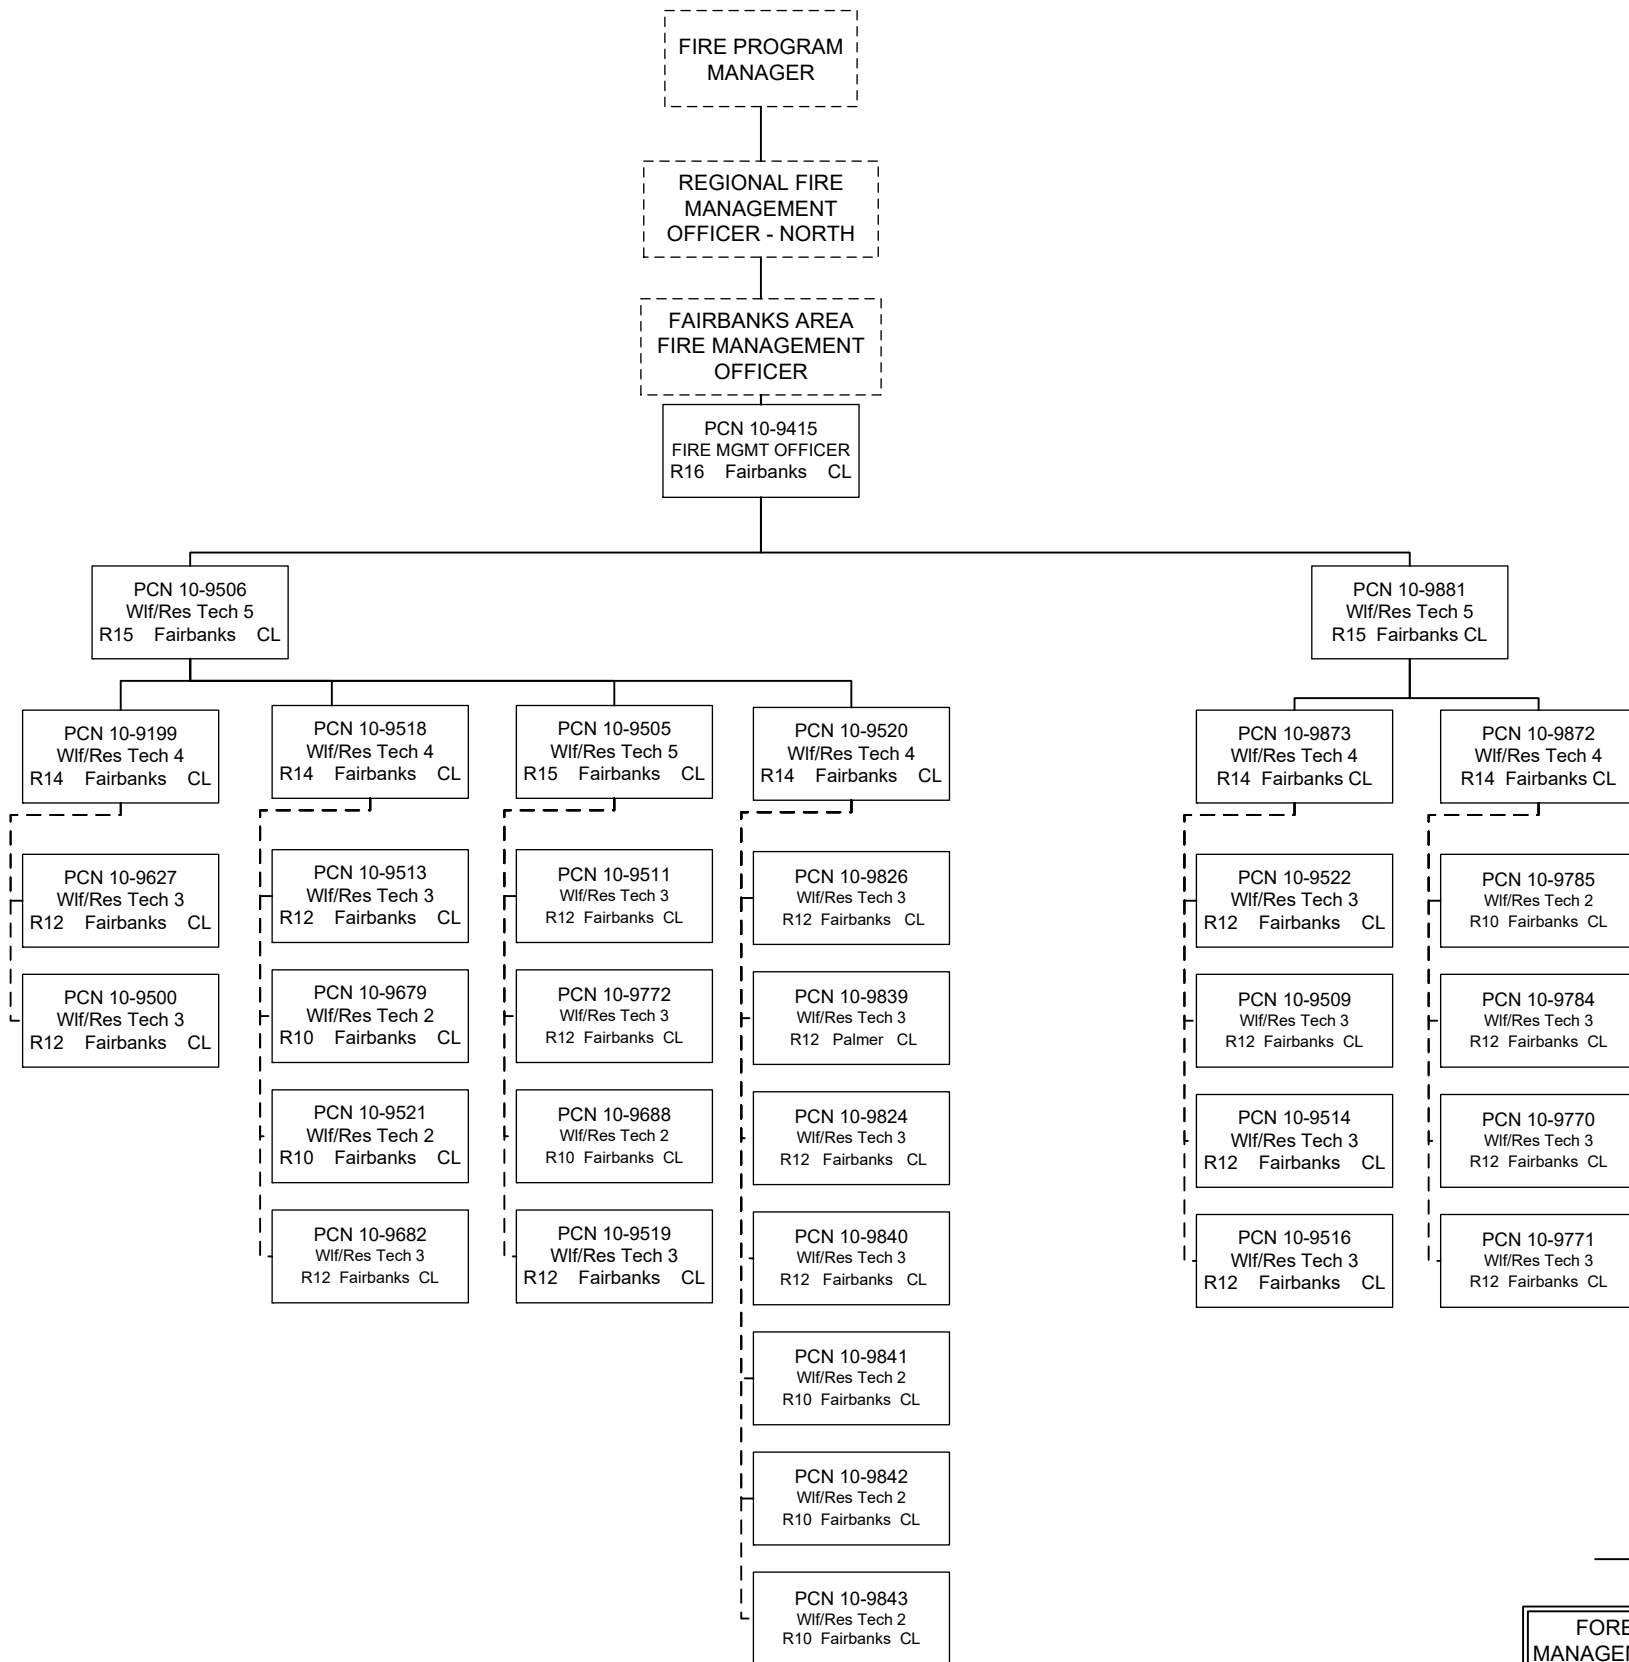 FIRE PROGRAM
MANAGER
REGIONAL FIRE
MANAGEMENT
OFFICER - NORTH
FAIRBANKS AREA
FIRE MANAGEMENT
OFFICER
PCN 10-9415
FIRE MGMT OFFICER
R16 Fairbanks CL
PCN 10-9506
Wlf/Res Tech 5
R15 Fairbanks CL
PCN 10-9881
Wlf/Res Tech 5
R15 Fairbanks CL
PCN 10-9199
Wlf/Res Tech 4
R14 Fairbanks CL
PCN 10-9627
Wlf/Res Tech 3
R12 Fairbanks CL
PCN 10-9500
Wlf/Res Tech 3
R12 Fairbanks CL
PCN 10-9518
Wlf/Res Tech 4
R14 Fairbanks CL
PCN 10-9513
Wlf/Res Tech 3
R12 Fairbanks CL
PCN 10-9679
Wlf/Res Tech 2
R10 Fairbanks CL
PCN 10-9521
Wlf/Res Tech 2
R10 Fairbanks CL
PCN 10-9682
Wlf/Res Tech 3
R12 Fairbanks CL
PCN 10-9505
Wlf/Res Tech 5
R15 Fairbanks CL
PCN 10-9511
Wlf/Res Tech 3
R12 Fairbanks CL
PCN 10-9772
Wlf/Res Tech 3
R12 Fairbanks CL
PCN 10-9688
Wlf/Res Tech 2
R10 Fairbanks CL
PCN 10-9519
Wlf/Res Tech 3
R12 Fairbanks CL
PCN 10-9520
Wlf/Res Tech 4
R14 Fairbanks CL
PCN 10-9826
Wlf/Res Tech 3
R12 Fairbanks CL
PCN 10-9839
Wlf/Res Tech 3
R12 Palmer CL
PCN 10-9824
Wlf/Res Tech 3
R12 Fairbanks CL
PCN 10-9840
Wlf/Res Tech 3
R12 Fairbanks CL
PCN 10-9841
Wlf/Res Tech 2
R10 Fairbanks CL
PCN 10-9842
Wlf/Res Tech 2
R10 Fairbanks CL
PCN 10-9843
Wlf/Res Tech 2
R10 Fairbanks CL
PCN 10-9873
Wlf/Res Tech 4
R14 Fairbanks CL
PCN 10-9522
Wlf/Res Tech 3
R12 Fairbanks CL
PCN 10-9509
Wlf/Res Tech 3
R12 Fairbanks CL
PCN 10-9514
Wlf/Res Tech 3
R12 Fairbanks CL
PCN 10-9516
Wlf/Res Tech 3
R12 Fairbanks CL
PCN 10-9872
Wlf/Res Tech 4
R14 Fairbanks CL
PCN 10-9785
Wlf/Res Tech 2
R10 Fairbanks CL
PCN 10-9784
Wlf/Res Tech 3
R12 Fairbanks CL
PCN 10-9770
Wlf/Res Tech 3
R12 Fairbanks CL
PCN 10-9771
Wlf/Res Tech 3
R12 Fairbanks CL